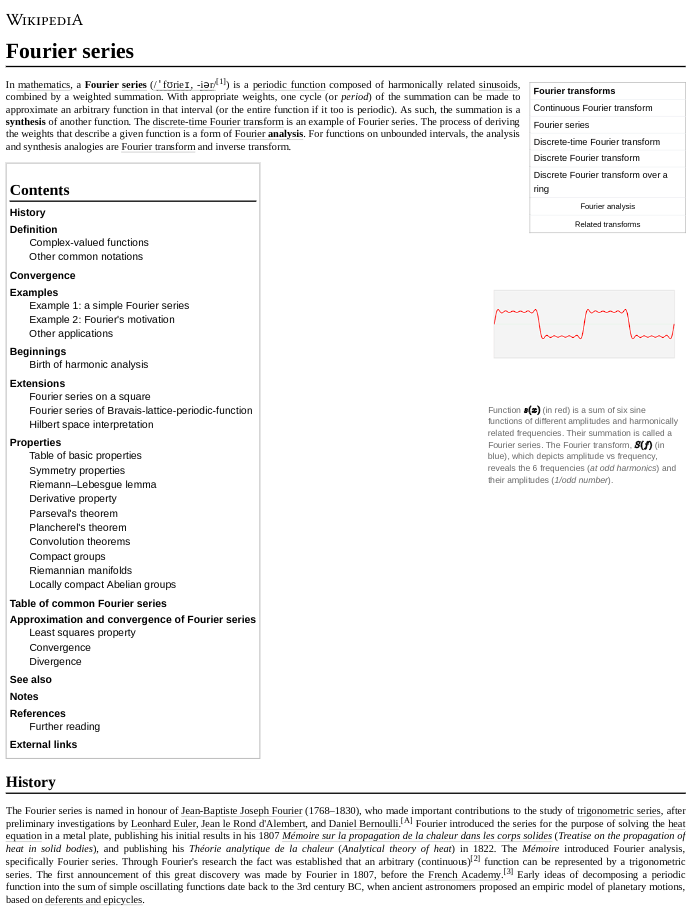 WIKIPEDIA
Fourier series
In mathematics, a Fourier series (/ˈfʊrieɪ, -iər/[1]) is a periodic function composed of harmonically related sinusoids,
combined by a weighted summation. With appropriate weights, one cycle (or period) of the summation can be made to
approximate an arbitrary function in that interval (or the entire function if it too is periodic). As such, the summation is a
synthesis of another function. The discrete-time Fourier transform is an example of Fourier series. The process of deriving
the weights that describe a given function is a form of Fourier analysis. For functions on unbounded intervals, the analysis
and synthesis analogies are Fourier transform and inverse transform.
Fourier transforms
Continuous Fourier transform
Fourier series
Discrete-time Fourier transform
Discrete Fourier transform
Discrete Fourier transform over a
ring
Fourier analysis
Related transforms
Function s(x) (in red) is a sum of six sine
functions of different amplitudes and harmonically
related frequencies. Their summation is called a
Fourier series. The Fourier transform, S(f) (in
blue), which depicts amplitude vs frequency,
reveals the 6 frequencies (at odd harmonics) and
their amplitudes (1/odd number).
Contents
History
Definition
Complex-valued functions
Other common notations
Convergence
Examples
Example 1: a simple Fourier series
Example 2: Fourier's motivation
Other applications
Beginnings
Birth of harmonic analysis
Extensions
Fourier series on a square
Fourier series of Bravais-lattice-periodic-function
Hilbert space interpretation
Properties
Table of basic properties
Symmetry properties
Riemann–Lebesgue lemma
Derivative property
Parseval's theorem
Plancherel's theorem
Convolution theorems
Compact groups
Riemannian manifolds
Locally compact Abelian groups
Table of common Fourier series
Approximation and convergence of Fourier series
Least squares property
Convergence
Divergence
See also
Notes
References
Further reading
External links
History
The Fourier series is named in honour of Jean-Baptiste Joseph Fourier (1768–1830), who made important contributions to the study of trigonometric series, after
preliminary investigations by Leonhard Euler, Jean le Rond d'Alembert, and Daniel Bernoulli.[A] Fourier introduced the series for the purpose of solving the heat
equation in a metal plate, publishing his initial results in his 1807 Mémoire sur la propagation de la chaleur dans les corps solides (Treatise on the propagation of
heat in solid bodies), and publishing his Théorie analytique de la chaleur (Analytical theory of heat) in 1822. The Mémoire introduced Fourier analysis,
specifically Fourier series. Through Fourier's research the fact was established that an arbitrary (continuous)[2] function can be represented by a trigonometric
series. The first announcement of this great discovery was made by Fourier in 1807, before the French Academy.[3] Early ideas of decomposing a periodic
function into the sum of simple oscillating functions date back to the 3rd century BC, when ancient astronomers proposed an empiric model of planetary motions,
based on deferents and epicycles.